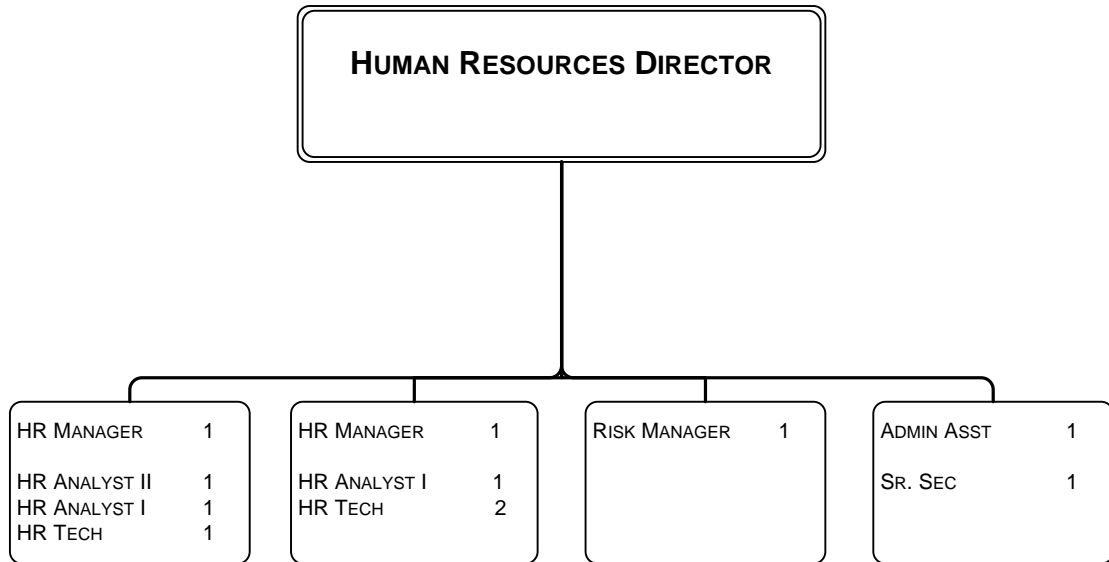 HUMAN RESOURCES DIRECTOR
HR MANAGER 1
HR ANALYST II 1
HR ANALYST I 1
HR TECH 1
HR MANAGER 1
HR ANALYST I 1
HR TECH 2
RISK MANAGER 1
ADMIN ASST 1
SR. SEC 1